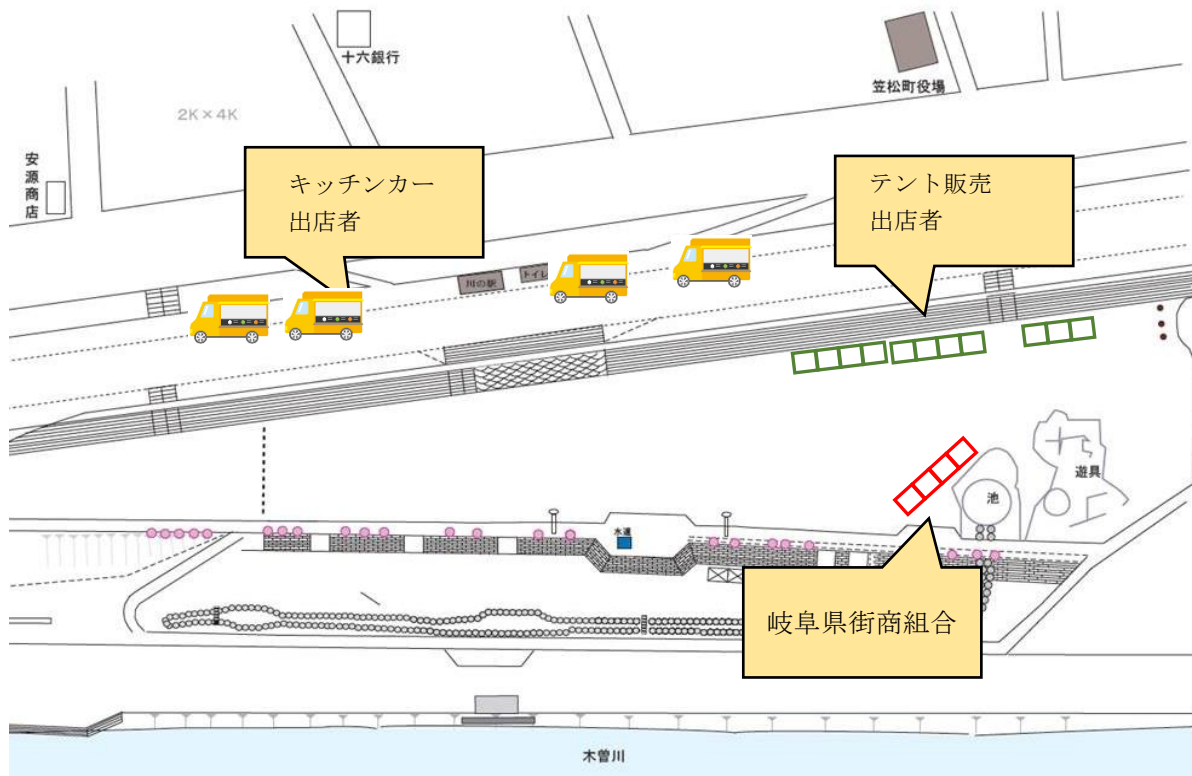 十六銀行
笠松町役場
2K×4K
安源商店
キッチンカー
出店者
テント販売
出店者
川の駅
トイレ
遊具
池
水道
岐阜県街商組合
木曽川